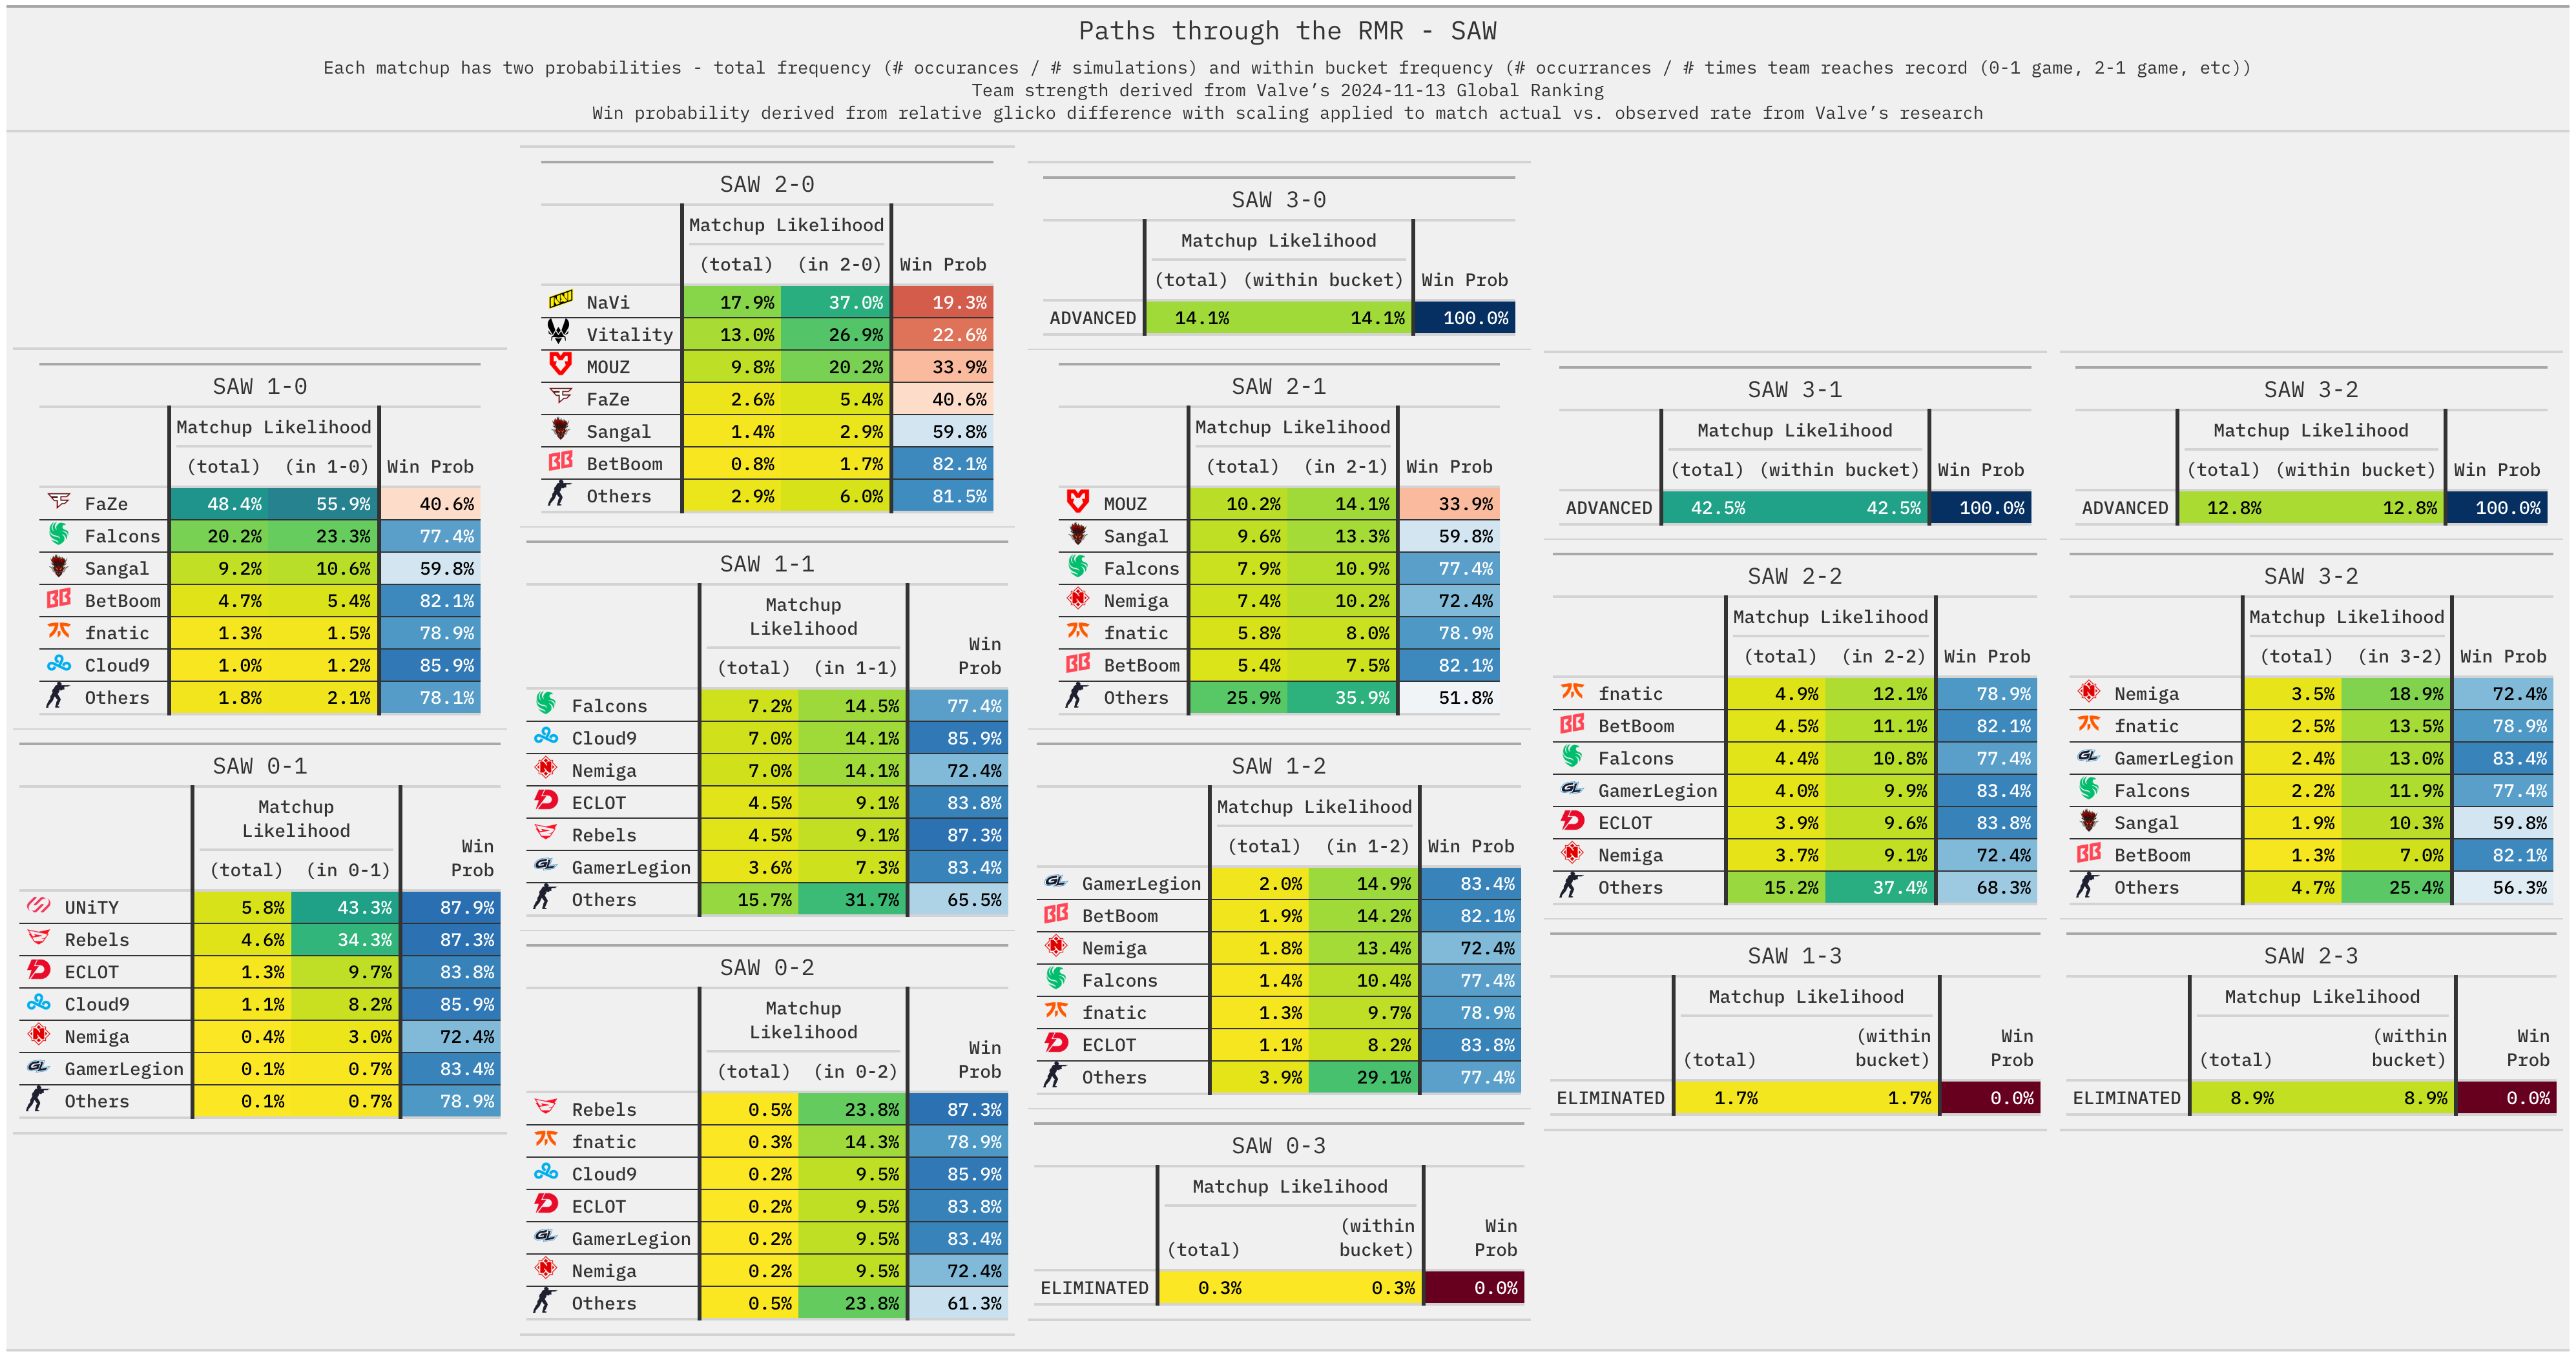 Paths through the RMR - SAW
Each matchup has two probabilities - total frequency (# occurances / # simulations) and within bucket frequency (# occurrances / # times team reaches record (0-1 game, 2-1 game, etc))
Team strength derived from Valve's 2024-11-13 Global Ranking
Win probability derived from relative glicko difference with scaling applied to match actual vs. observed rate from Valve's research
SAW 1-0
Matchup Likelihood
(total) (in 1-0) Win Prob
FaZe 48.4% 55.9% 40.6%
Falcons 20.2% 23.3% 77.4%
Sangal 9.2% 10.6% 59.8%
BetBoom 4.7% 5.4% 82.1%
fnatic 1.3% 1.5% 78.9%
Cloud9 1.0% 1.2% 85.9%
Others 1.8% 2.1% 78.1%
SAW 0-1
Matchup
Likelihood
Win
(total) (in 0-1) Prob
UNiTY 5.8% 43.3% 87.9%
Rebels 4.6% 34.3% 87.3%
ECLOT 1.3% 9.7% 83.8%
Cloud9 1.1% 8.2% 85.9%
Nemiga 0.4% 3.0% 72.4%
GamerLegion 0.1% 0.7% 83.4%
Others 0.1% 0.7% 78.9%
SAW 2-0
Matchup Likelihood
(total) (in 2-0) Win Prob
NaVi 17.9% 37.0% 19.3%
Vitality 13.0% 26.9% 22.6%
MOUZ 9.8% 20.2% 33.9%
FaZe 2.6% 5.4% 40.6%
Sangal 1.4% 2.9% 59.8%
BetBoom 0.8% 1.7% 82.1%
Others 2.9% 6.0% 81.5%
SAW 1-1
Matchup
Likelihood
Win
(total) (in 1-1) Prob
Falcons 7.2% 14.5% 77.4%
Cloud9 7.0% 14.1% 85.9%
Nemiga 7.0% 14.1% 72.4%
ECLOT 4.5% 9.1% 83.8%
Rebels 4.5% 9.1% 87.3%
GamerLegion 3.6% 7.3% 83.4%
Others 15.7% 31.7% 65.5%
SAW 0-2
Matchup
Likelihood
Win
(total) (in 0-2) Prob
Rebels 0.5% 23.8% 87.3%
fnatic 0.3% 14.3% 78.9%
Cloud9 0.2% 9.5% 85.9%
ECLOT 0.2% 9.5% 83.8%
GamerLegion 0.2% 9.5% 83.4%
Nemiga 0.2% 9.5% 72.4%
Others 0.5% 23.8% 61.3%
SAW 3-0
Matchup Likelihood
(total) (within bucket) Win Prob
ADVANCED 14.1% 14.1% 100.0%
SAW 2-1
Matchup Likelihood
(total) (in 2-1) Win Prob
MOUZ 10.2% 14.1% 33.9%
Sangal 9.6% 13.3% 59.8%
Falcons 7.9% 10.9% 77.4%
Nemiga 7.4% 10.2% 72.4%
fnatic 5.8% 8.0% 78.9%
BetBoom 5.4% 7.5% 82.1%
Others 25.9% 35.9% 51.8%
SAW 1-2
Matchup Likelihood
(total) (in 1-2) Win Prob
GamerLegion 2.0% 14.9% 83.4%
BetBoom 1.9% 14.2% 82.1%
Nemiga 1.8% 13.4% 72.4%
Falcons 1.4% 10.4% 77.4%
fnatic 1.3% 9.7% 78.9%
ECLOT 1.1% 8.2% 83.8%
Others 3.9% 29.1% 77.4%
SAW 0-3
Matchup Likelihood
(within Win
(total) bucket) Prob
ELIMINATED 0.3% 0.3% 0.0%
SAW 3-1
Matchup Likelihood
(total) (within bucket) Win Prob
ADVANCED 42.5% 42.5% 100.0%
SAW 2-2
Matchup Likelihood
(total) (in 2-2) Win Prob
fnatic 4.9% 12.1% 78.9%
BetBoom 4.5% 11.1% 82.1%
Falcons 4.4% 10.8% 77.4%
GamerLegion 4.0% 9.9% 83.4%
ECLOT 3.9% 9.6% 83.8%
Nemiga 3.7% 9.1% 72.4%
Others 15.2% 37.4% 68.3%
SAW 1-3
Matchup Likelihood
(within Win
(total) bucket) Prob
ELIMINATED 1.7% 1.7% 0.0%
SAW 3-2
Matchup Likelihood
(total) (within bucket) Win Prob
ADVANCED 12.8% 12.8% 100.0%
SAW 3-2
Matchup Likelihood
(total) (in 3-2) Win Prob
Nemiga 3.5% 18.9% 72.4%
fnatic 2.5% 13.5% 78.9%
GamerLegion 2.4% 13.0% 83.4%
Falcons 2.2% 11.9% 77.4%
Sangal 1.9% 10.3% 59.8%
BetBoom 1.3% 7.0% 82.1%
Others 4.7% 25.4% 56.3%
SAW 2-3
Matchup Likelihood
(within Win
(total) bucket) Prob
ELIMINATED 8.9% 8.9% 0.0%